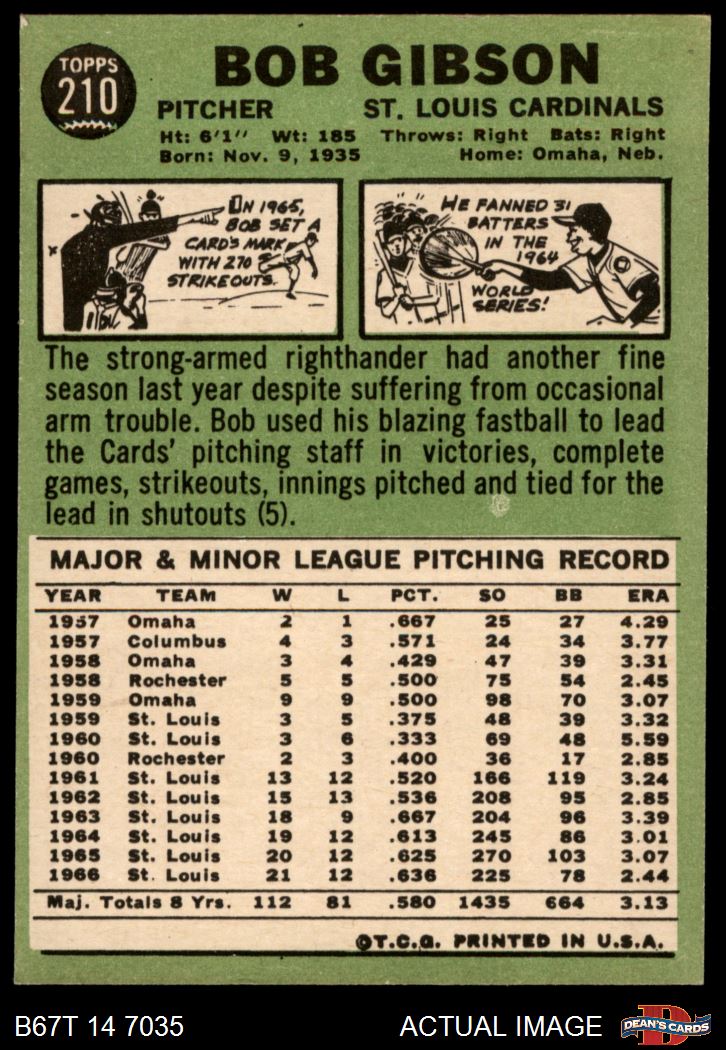 TOPPS
210
BOB GIBSON
PITCHER ST. LOUIS CARDINALS
Ht: 6'1" Wt: 185 Throws: Right Bats: Right
Born: Nov. 9, 1935 Home: Omaha, Neb.
ON 1965,
BOB SET A
CARD'S MARK
WITH 270
STRIKEOUTS.
HE FANNED 31
BATTERS
IN THE
1964
WORLD
SERIES!
C
The strong-armed righthander had another fine
season last year despite suffering from occasional
arm trouble. Bob used his blazing fastball to lead
the Cards' pitching staff in victories, complete
games, strikeouts, innings pitched and tied for the
lead in shutouts (5).
MAJOR & MINOR LEAGUE PITCHING RECORD
YEAR TEAM W L PCT. SO BB ERA
1957 Omaha 2 1 .667 25 27 4.29
1957 Columbus 4 3 .571 24 34 3.77
1958 Omaha 3 4 .429 47 39 3.31
1958 Rochester 5 5 .500 75 54 2.45
1959 Omaha 9 9 .500 98 70 3.07
1959 St. Louis 3 5 .375 48 39 3.32
1960 St. Louis 3 6 .333 69 48 5.59
1960 Rochester 2 3 .400 36 17 2.85
1961 St. Louis 13 12 .520 166 119 3.24
1962 St. Louis 15 13 .536 208 95 2.85
1963 St. Louis 18 9 .667 204 96 3.39
1964 St. Louis 19 12 .613 245 86 3.01
1965 St. Louis 20 12 .625 270 103 3.07
1966 St. Louis 21 12 .636 225 78 2.44
Maj. Totals 8 Yrs. 112 81 .580 1435 664 3.13
©T.C.G. PRINTED IN U.S.A.
B67T 14 7035 ACTUAL IMAGE
D
DEAN'S CARDS